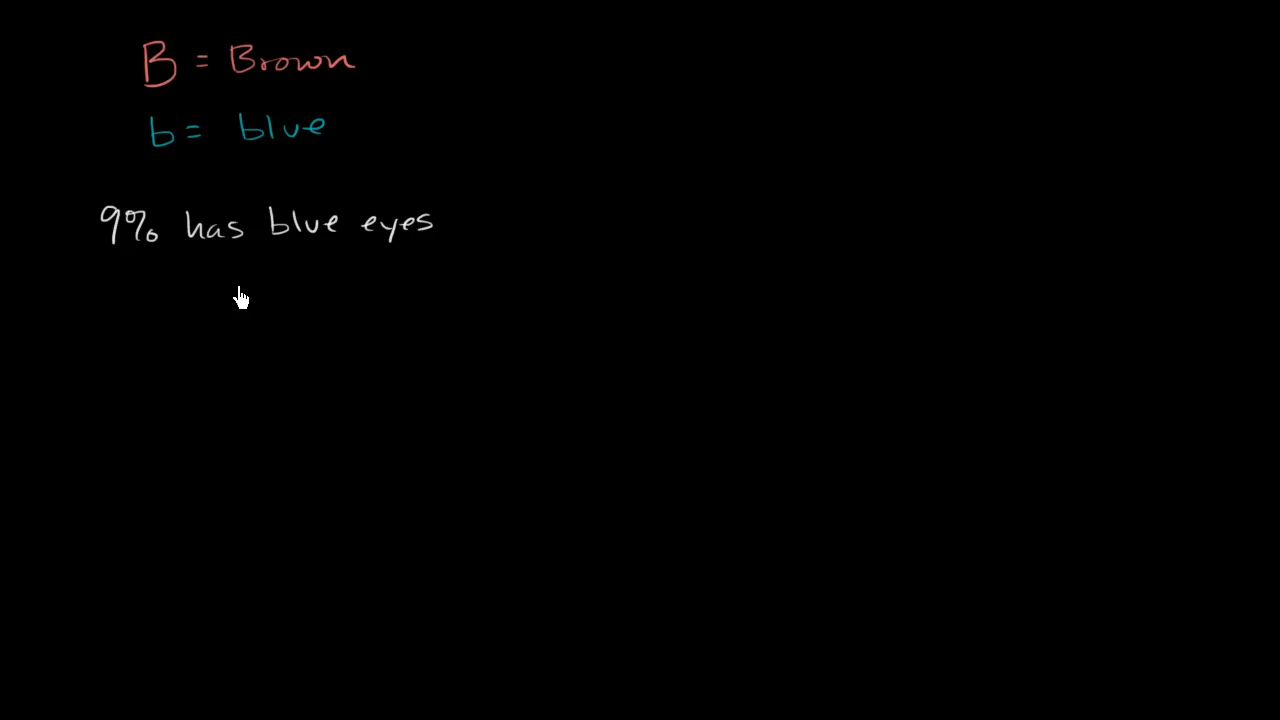 B = Brown
b = blue
9% has blue eyes